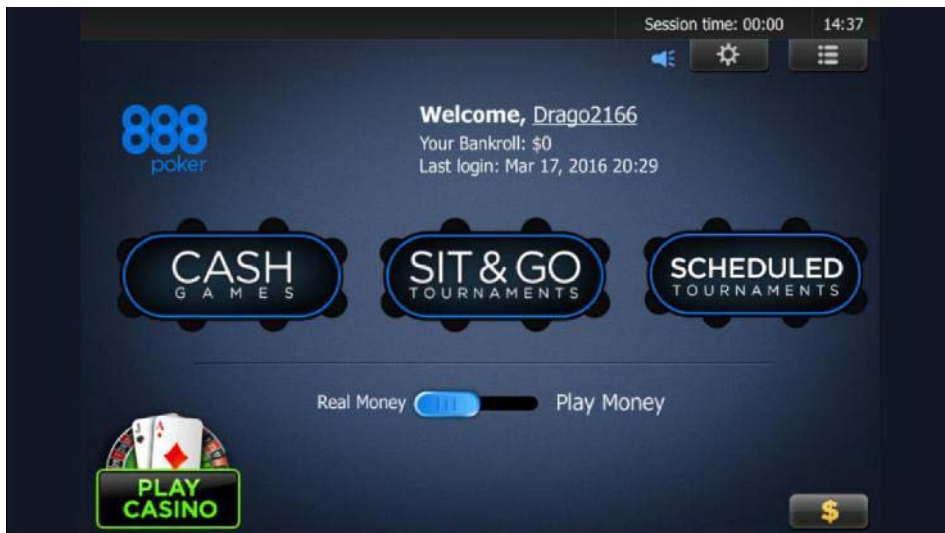 Session time: 00:00 14:37
888
poker
Welcome, Drago2166
Your Bankroll: $0
Last login: Mar 17, 2016 20:29
CASH
GAMES
SIT & GO
TOURNAMENTS
SCHEDULED
TOURNAMENTS
Real Money Play Money
J A
PLAY
CASINO
$